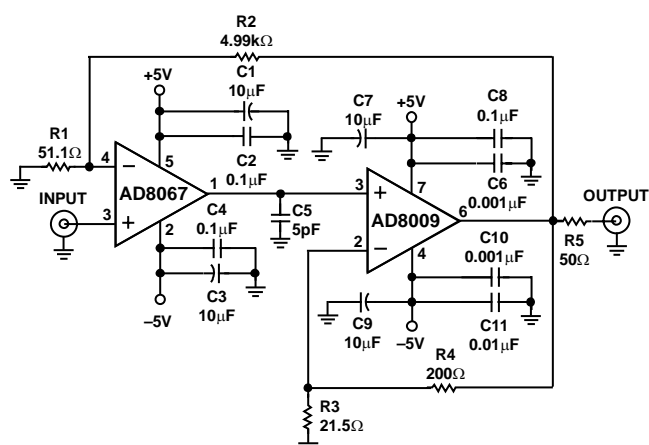 R2
4.99kΩ
+5V
C1
10μF
C2
0.1μF
R1
51.1Ω
4
5
−
AD8067
1
INPUT
3
+
2
C4
0.1μF
C3
10μF
–5V
C5
5pF
C7
10μF
+5V
C8
0.1μF
C6
0.001μF
7
3
+
AD8009
6
2
−
4
OUTPUT
R5
50Ω
C10
0.001μF
C9
10μF
–5V
C11
0.01μF
R4
200Ω
R3
21.5Ω